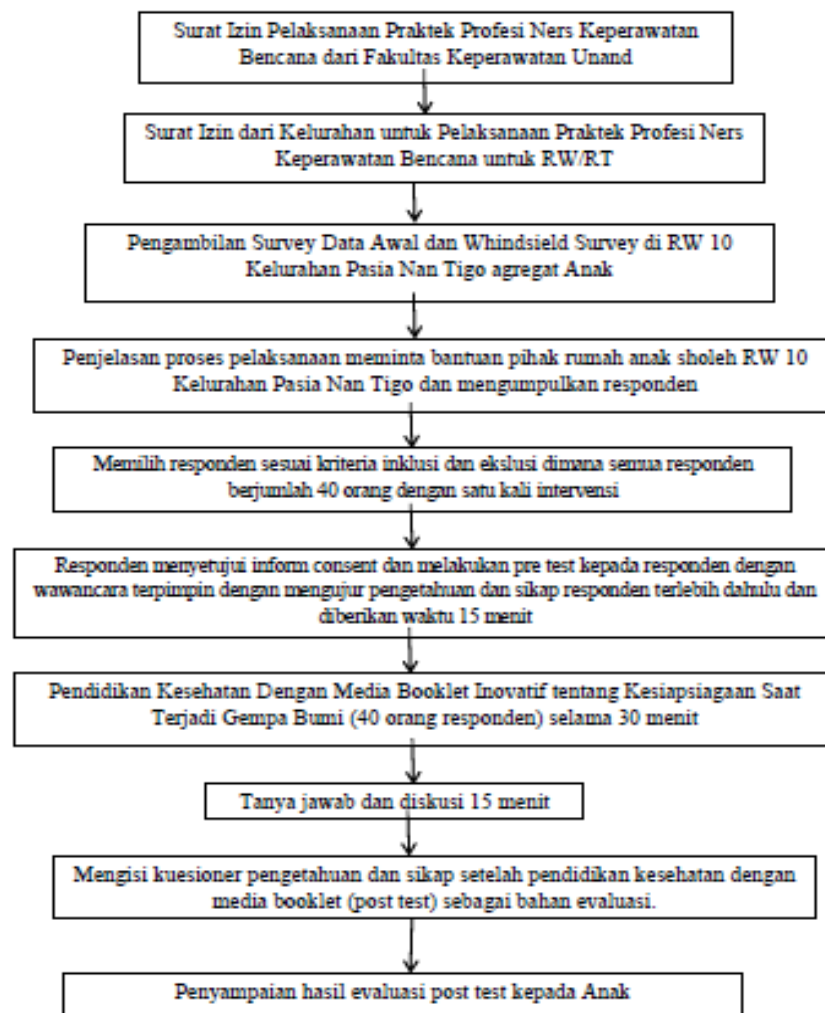 Surat Izin Pelaksanaan Praktek Profesi Ners Keperawatan
Bencana dari Fakultas Keperawatan Unand
Surat Izin dari Kelurahan untuk Pelaksanaan Praktek Profesi Ners
Keperawatan Bencana untuk RW/RT
Pengambilan Survey Data Awal dan Whindsield Survey di RW 10
Kelurahan Pasia Nan Tigo agregat Anak
Penjelasan proses pelaksanaan meminta bantuan pihak rumah anak sholeh RW 10
Kelurahan Pasia Nan Tigo dan mengumpulkan responden
Memilih responden sesuai kriteria inklusi dan ekslusi dimana semua responden
berjumlah 40 orang dengan satu kali intervensi
Responden menyetujui inform consent dan melakukan pre test kepada responden dengan
wawancara terpimpin dengan mengujur pengetahuan dan sikap responden terlebih dahulu dan
diberikan waktu 15 menit
Pendidikan Kesehatan Dengan Media Booklet Inovatif tentang Kesiapsiagaan Saat
Terjadi Gempa Bumi (40 orang responden) selama 30 menit
Tanya jawab dan diskusi 15 menit
Mengisi kuesioner pengetahuan dan sikap setelah pendidikan kesehatan dengan
media booklet (post test) sebagai bahan evaluasi.
Penyampaian hasil evaluasi post test kepada Anak